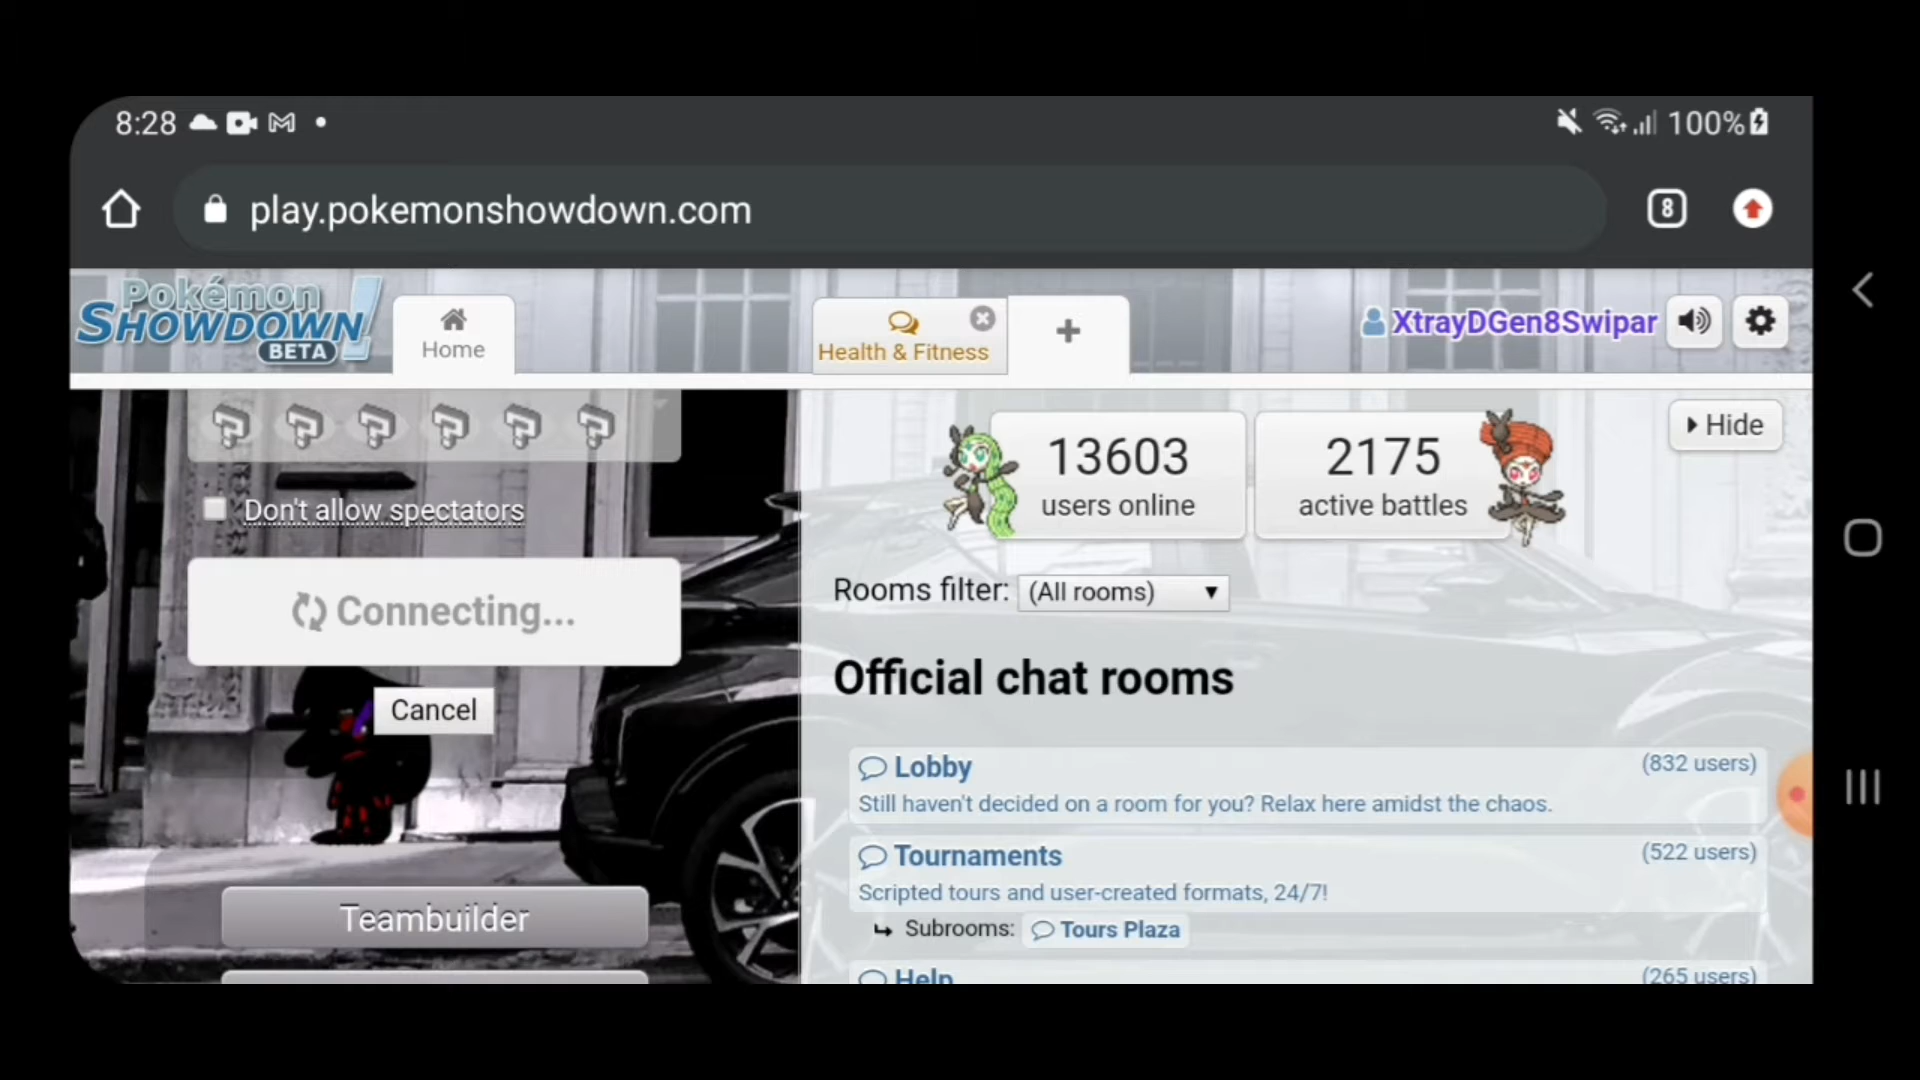 8:28
100%
play.pokemonshowdown.com
8
Pokémon
SHOWDOWN!
BETA
Home
Health & Fitness
XtrayDGen8Swipar
Don't allow spectators
Connecting...
Cancel
Teambuilder
13603
users online
2175
active battles
Hide
Rooms filter: (All rooms)
Official chat rooms
Lobby (832 users)
Still haven't decided on a room for you? Relax here amidst the chaos.
Tournaments (522 users)
Scripted tours and user-created formats, 24/7!
Subrooms: Tours Plaza
Help (265 users)